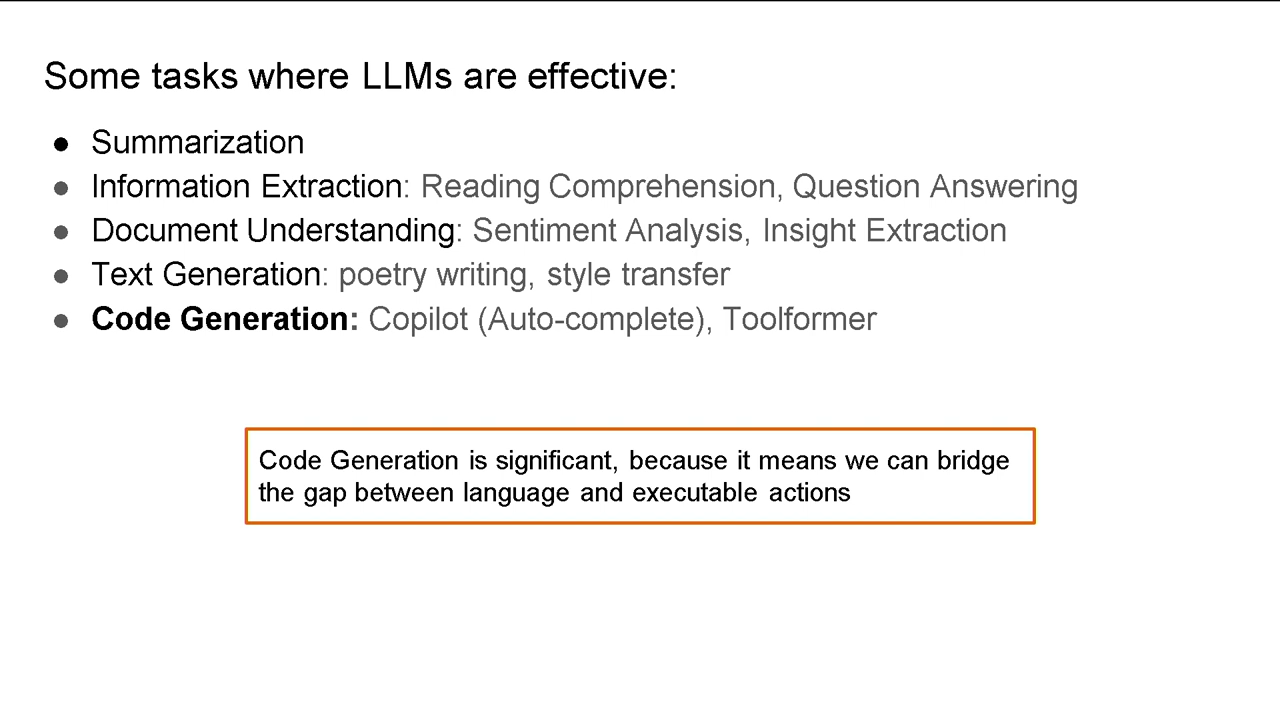 Some tasks where LLMs are effective:
● Summarization
● Information Extraction: Reading Comprehension, Question Answering
● Document Understanding: Sentiment Analysis, Insight Extraction
● Text Generation: poetry writing, style transfer
● Code Generation: Copilot (Auto-complete), Toolformer
Code Generation is significant, because it means we can bridge
the gap between language and executable actions